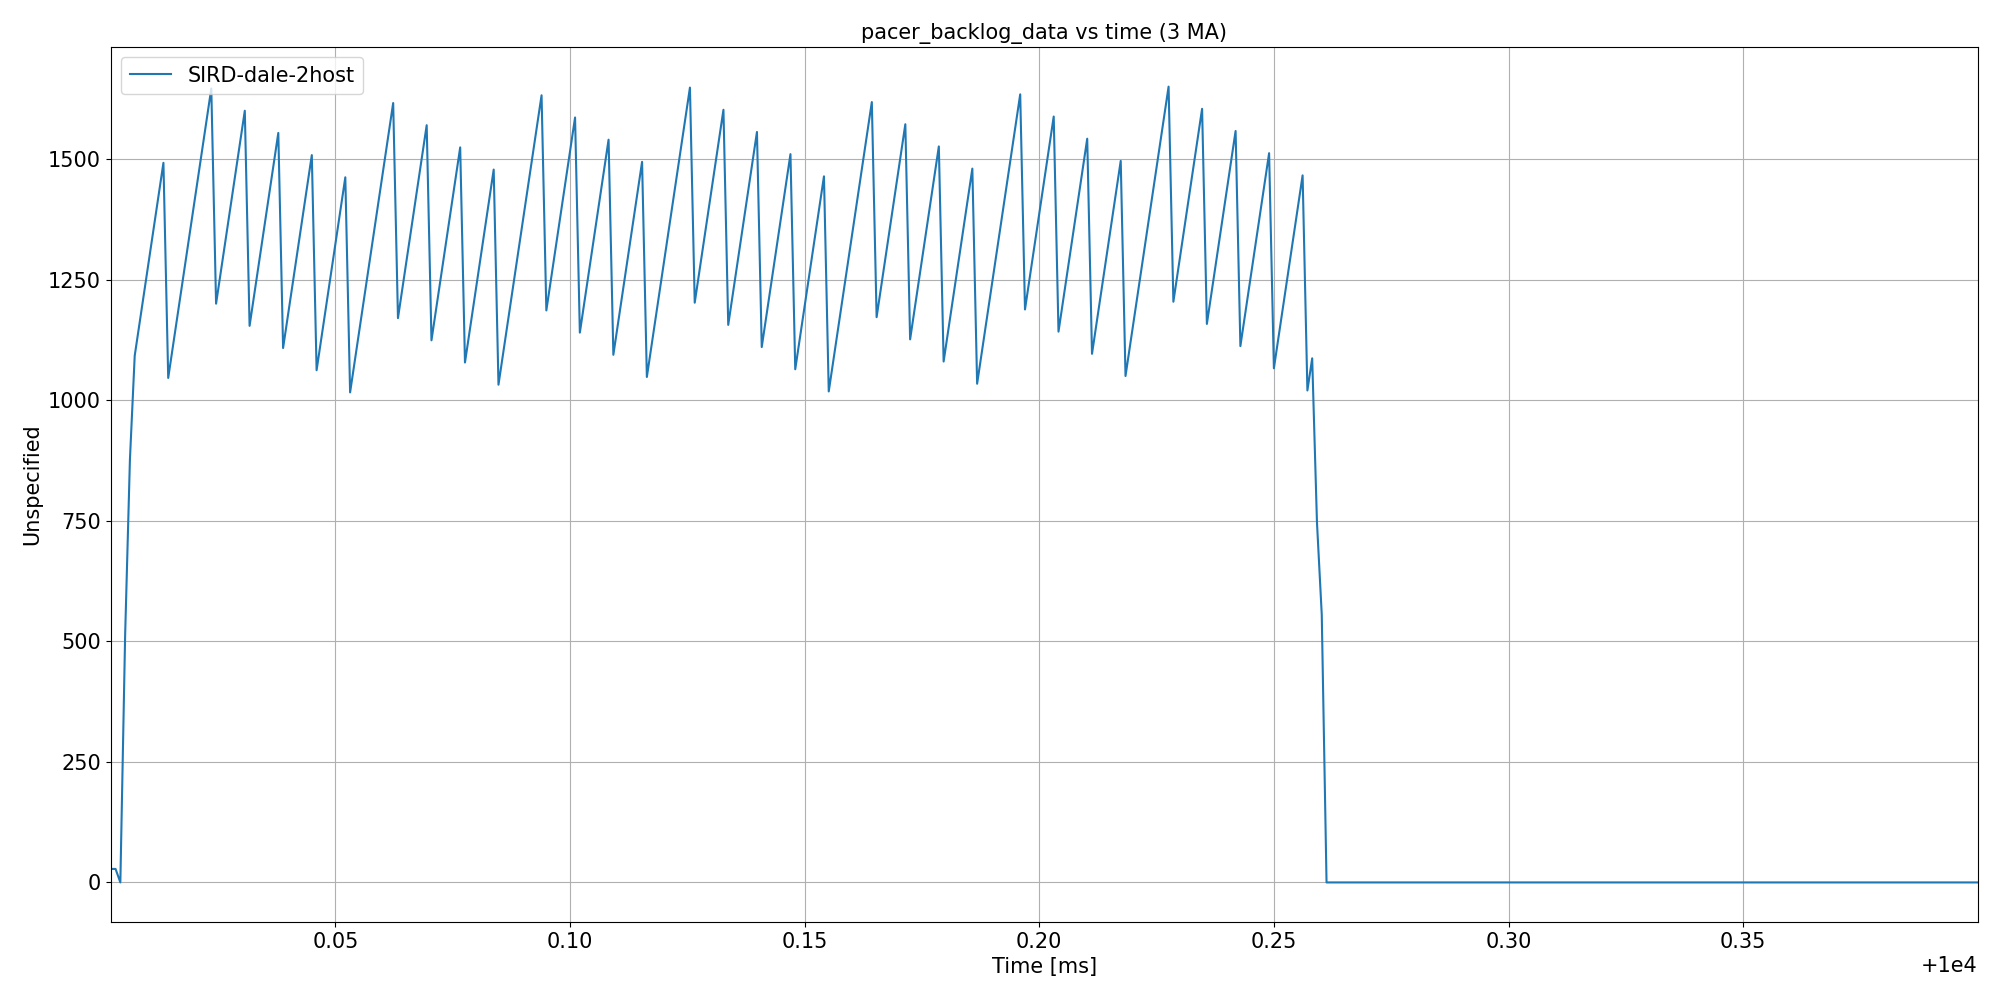 pacer_backlog_data vs time (3 MA)
SIRD-dale-2host
1500
1250
1000
750
500
250
0
Unspecified
0.05 0.10 0.15 0.20 0.25 0.30 0.35
Time [ms]
+1e4